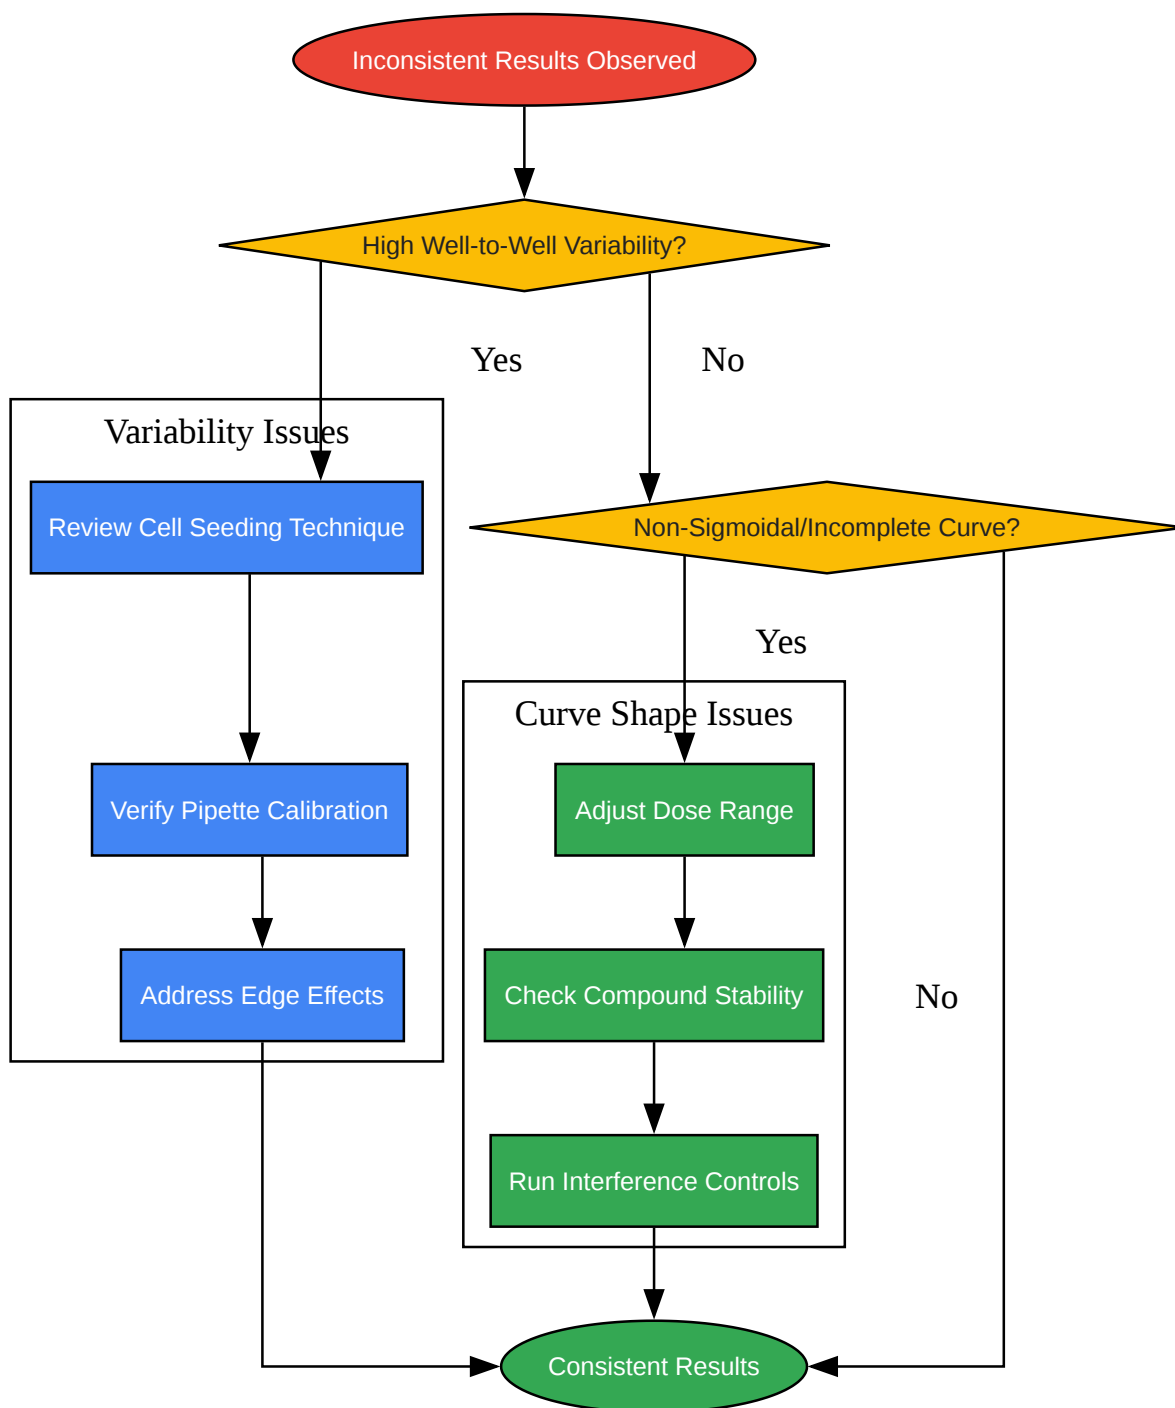 Inconsistent Results Observed
High Well-to-Well Variability?
Yes
No
Variability Issues
Review Cell Seeding Technique
Non-Sigmoidal/Incomplete Curve?
Yes
Curve Shape Issues
Verify Pipette Calibration
Adjust Dose Range
Address Edge Effects
Check Compound Stability
No
Run Interference Controls
Consistent Results